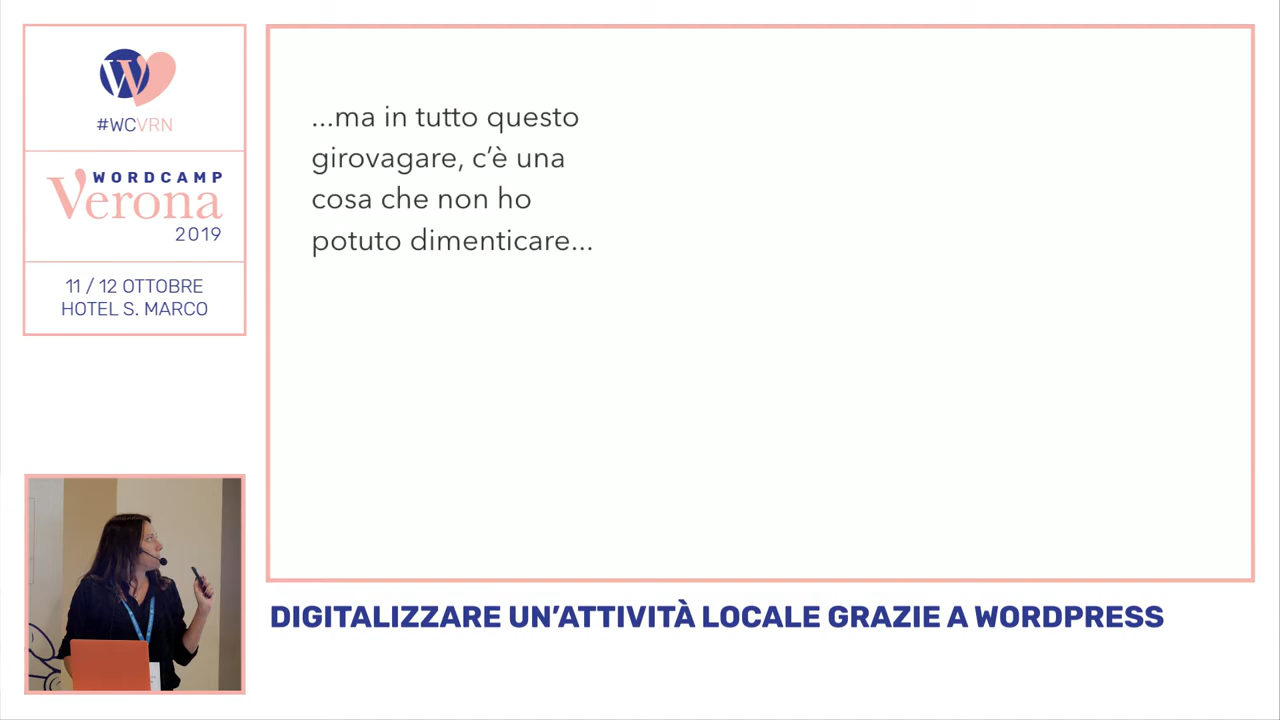 #WCVRN
WORDCAMP
Verona
2019
11 / 12 OTTOBRE
HOTEL S. MARCO
...ma in tutto questo
girovagare, c’è una
cosa che non ho
potuto dimenticare...
DIGITALIZZARE UN’ATTIVITÀ LOCALE GRAZIE A WORDPRESS